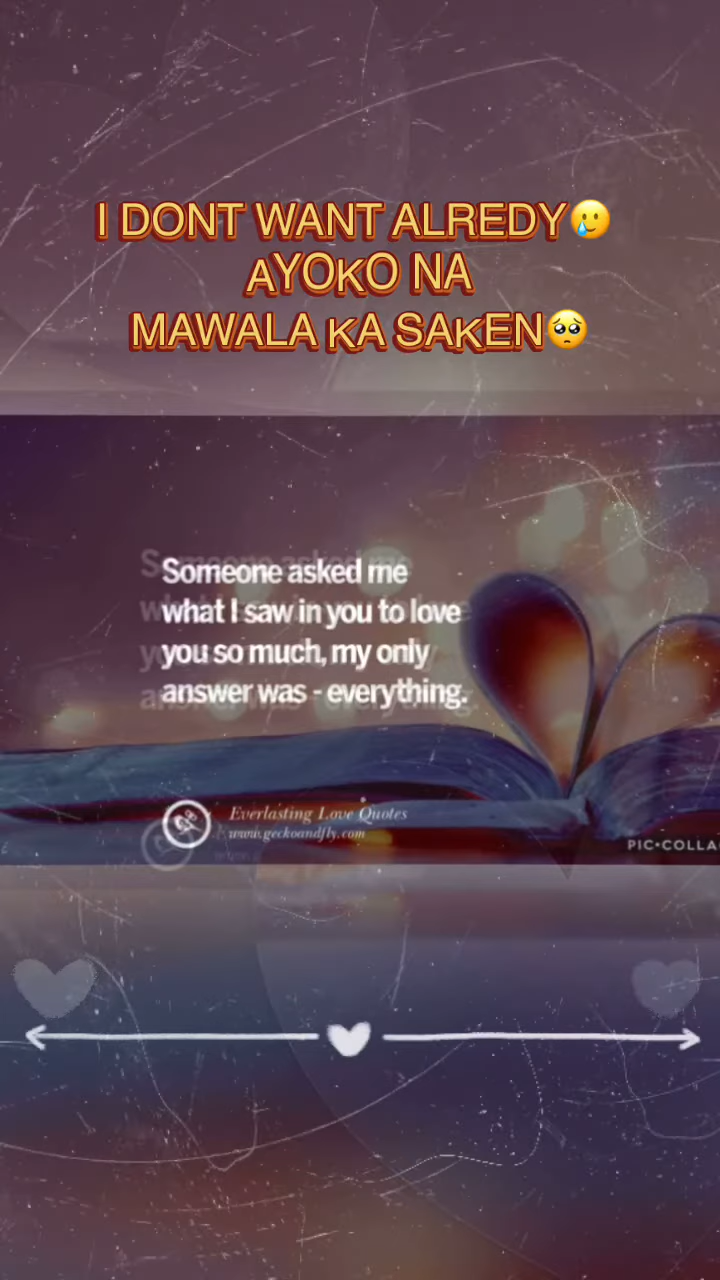 I DONT WANT ALREDY🥲
AYOKO NA
MAWALA KA SAKEN🥺
Someone asked me
what I saw in you to love
you so much, my only
answer was - everything.
Everlasting Love Quotes
www.geckoandfly.com
PIC•COLLA